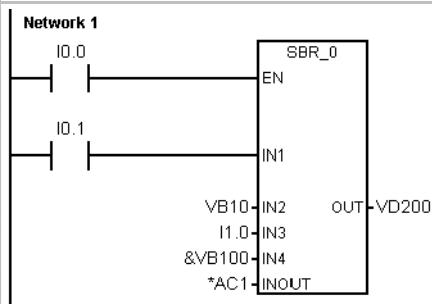 Network 1
I0.0
SBR_0
EN
I0.1
IN1
VB10 IN2 OUT VD200
I1.0 IN3
&VB100 IN4
*AC1 INOUT